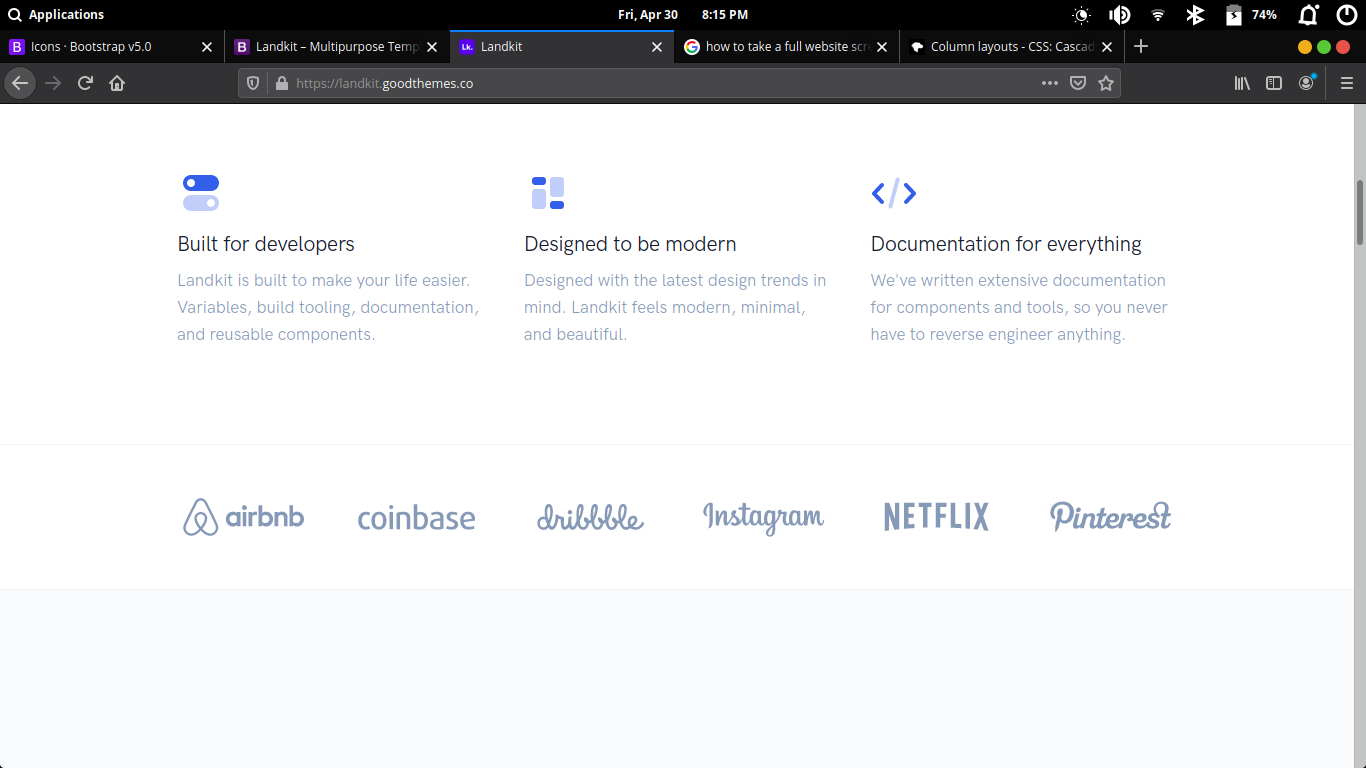 Applications
Fri, Apr 30 8:15 PM
74%
Icons · Bootstrap v5.0
Landkit – Multipurpose Temp
Lk. Landkit
how to take a full website scr
Column layouts - CSS: Cascad
https://landkit.goodthemes.co
Built for developers
Landkit is built to make your life easier.
Variables, build tooling, documentation,
and reusable components.
Designed to be modern
Designed with the latest design trends in
mind. Landkit feels modern, minimal,
and beautiful.
Documentation for everything
We've written extensive documentation
for components and tools, so you never
have to reverse engineer anything.
airbnb coinbase dribbble Instagram NETFLIX Pinterest